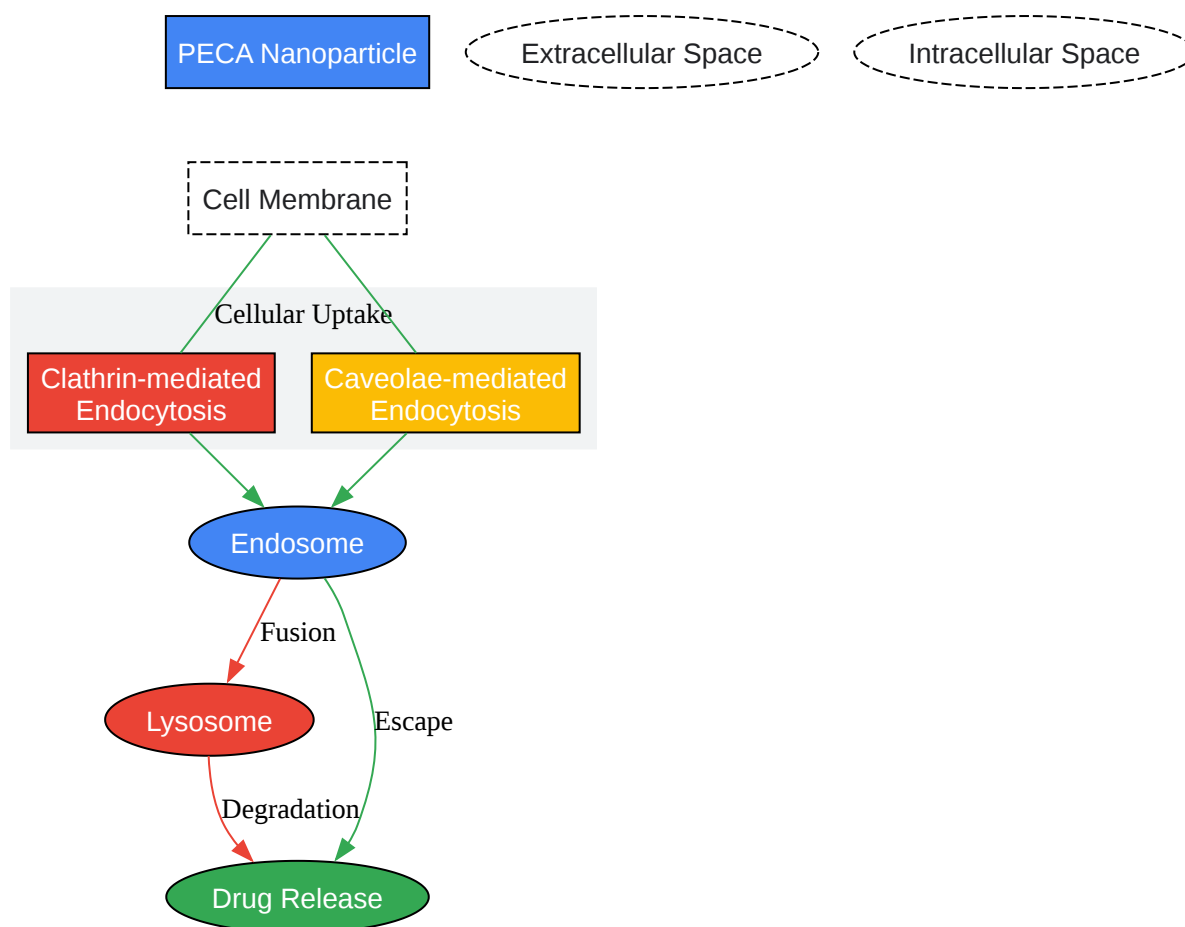 PECA Nanoparticle
Extracellular Space
Intracellular Space
Cell Membrane
Cellular Uptake
Clathrin-mediated
Endocytosis
Caveolae-mediated
Endocytosis
Endosome
Fusion
Lysosome
Escape
Degradation
Drug Release